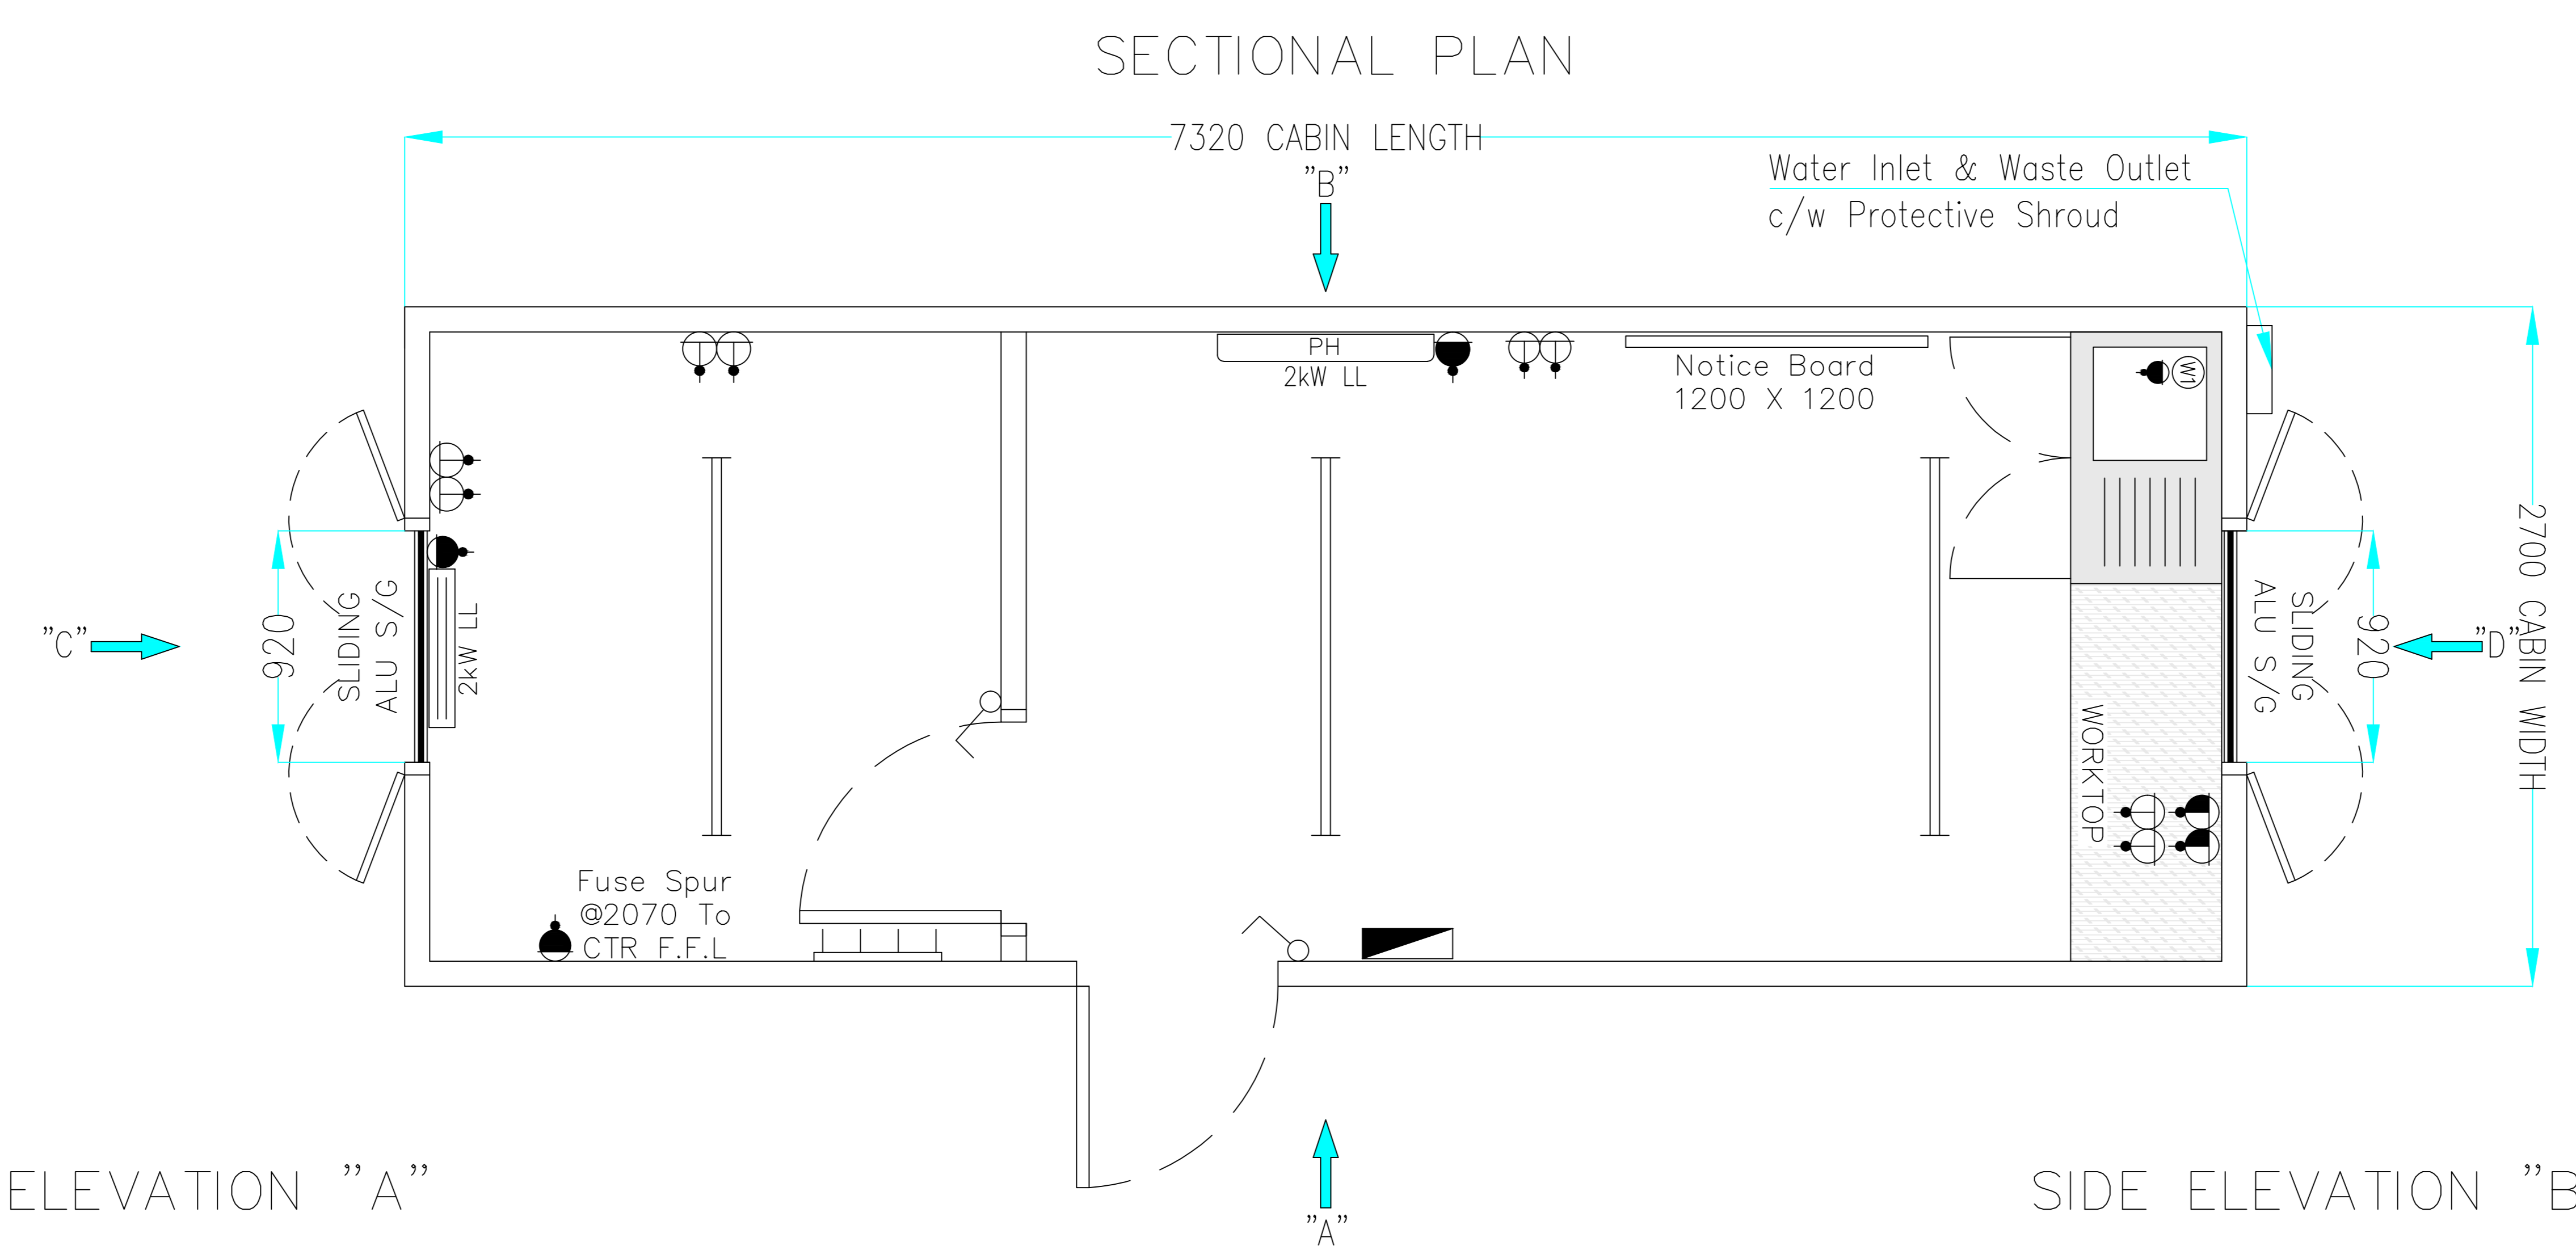 SECTIONAL PLAN
7320 CABIN LENGTH
"B"
Water Inlet & Waste Outlet
c/w Protective Shroud
PH
2kW LL
Notice Board
1200 X 1200
W1
"C"
920
SLIDING
ALU S/G
2kW LL
WORKTOP
SLIDING
ALU S/G
920
"D"
2700 CABIN WIDTH
Fuse Spur
@2070 To
CTR F.F.L
ELEVATION "A"
"A"
SIDE ELEVATION "B